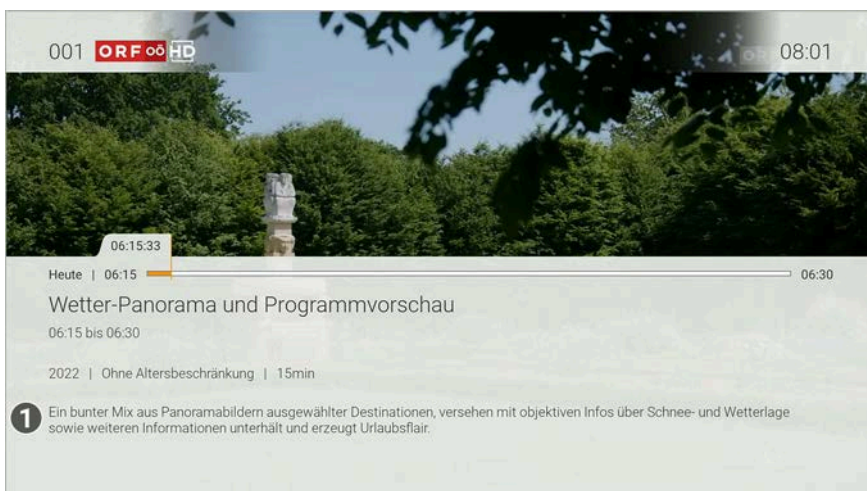 001 ORF OÖ HD
ORF
08:01
06:15:33
Heute | 06:15
06:30
Wetter-Panorama und Programmvorschau
06:15 bis 06:30
2022 | Ohne Altersbeschränkung | 15min
1
Ein bunter Mix aus Panoramabildern ausgewählter Destinationen, versehen mit objektiven Infos über Schnee- und Wetterlage
sowie weiteren Informationen unterhält und erzeugt Urlaubsflair.